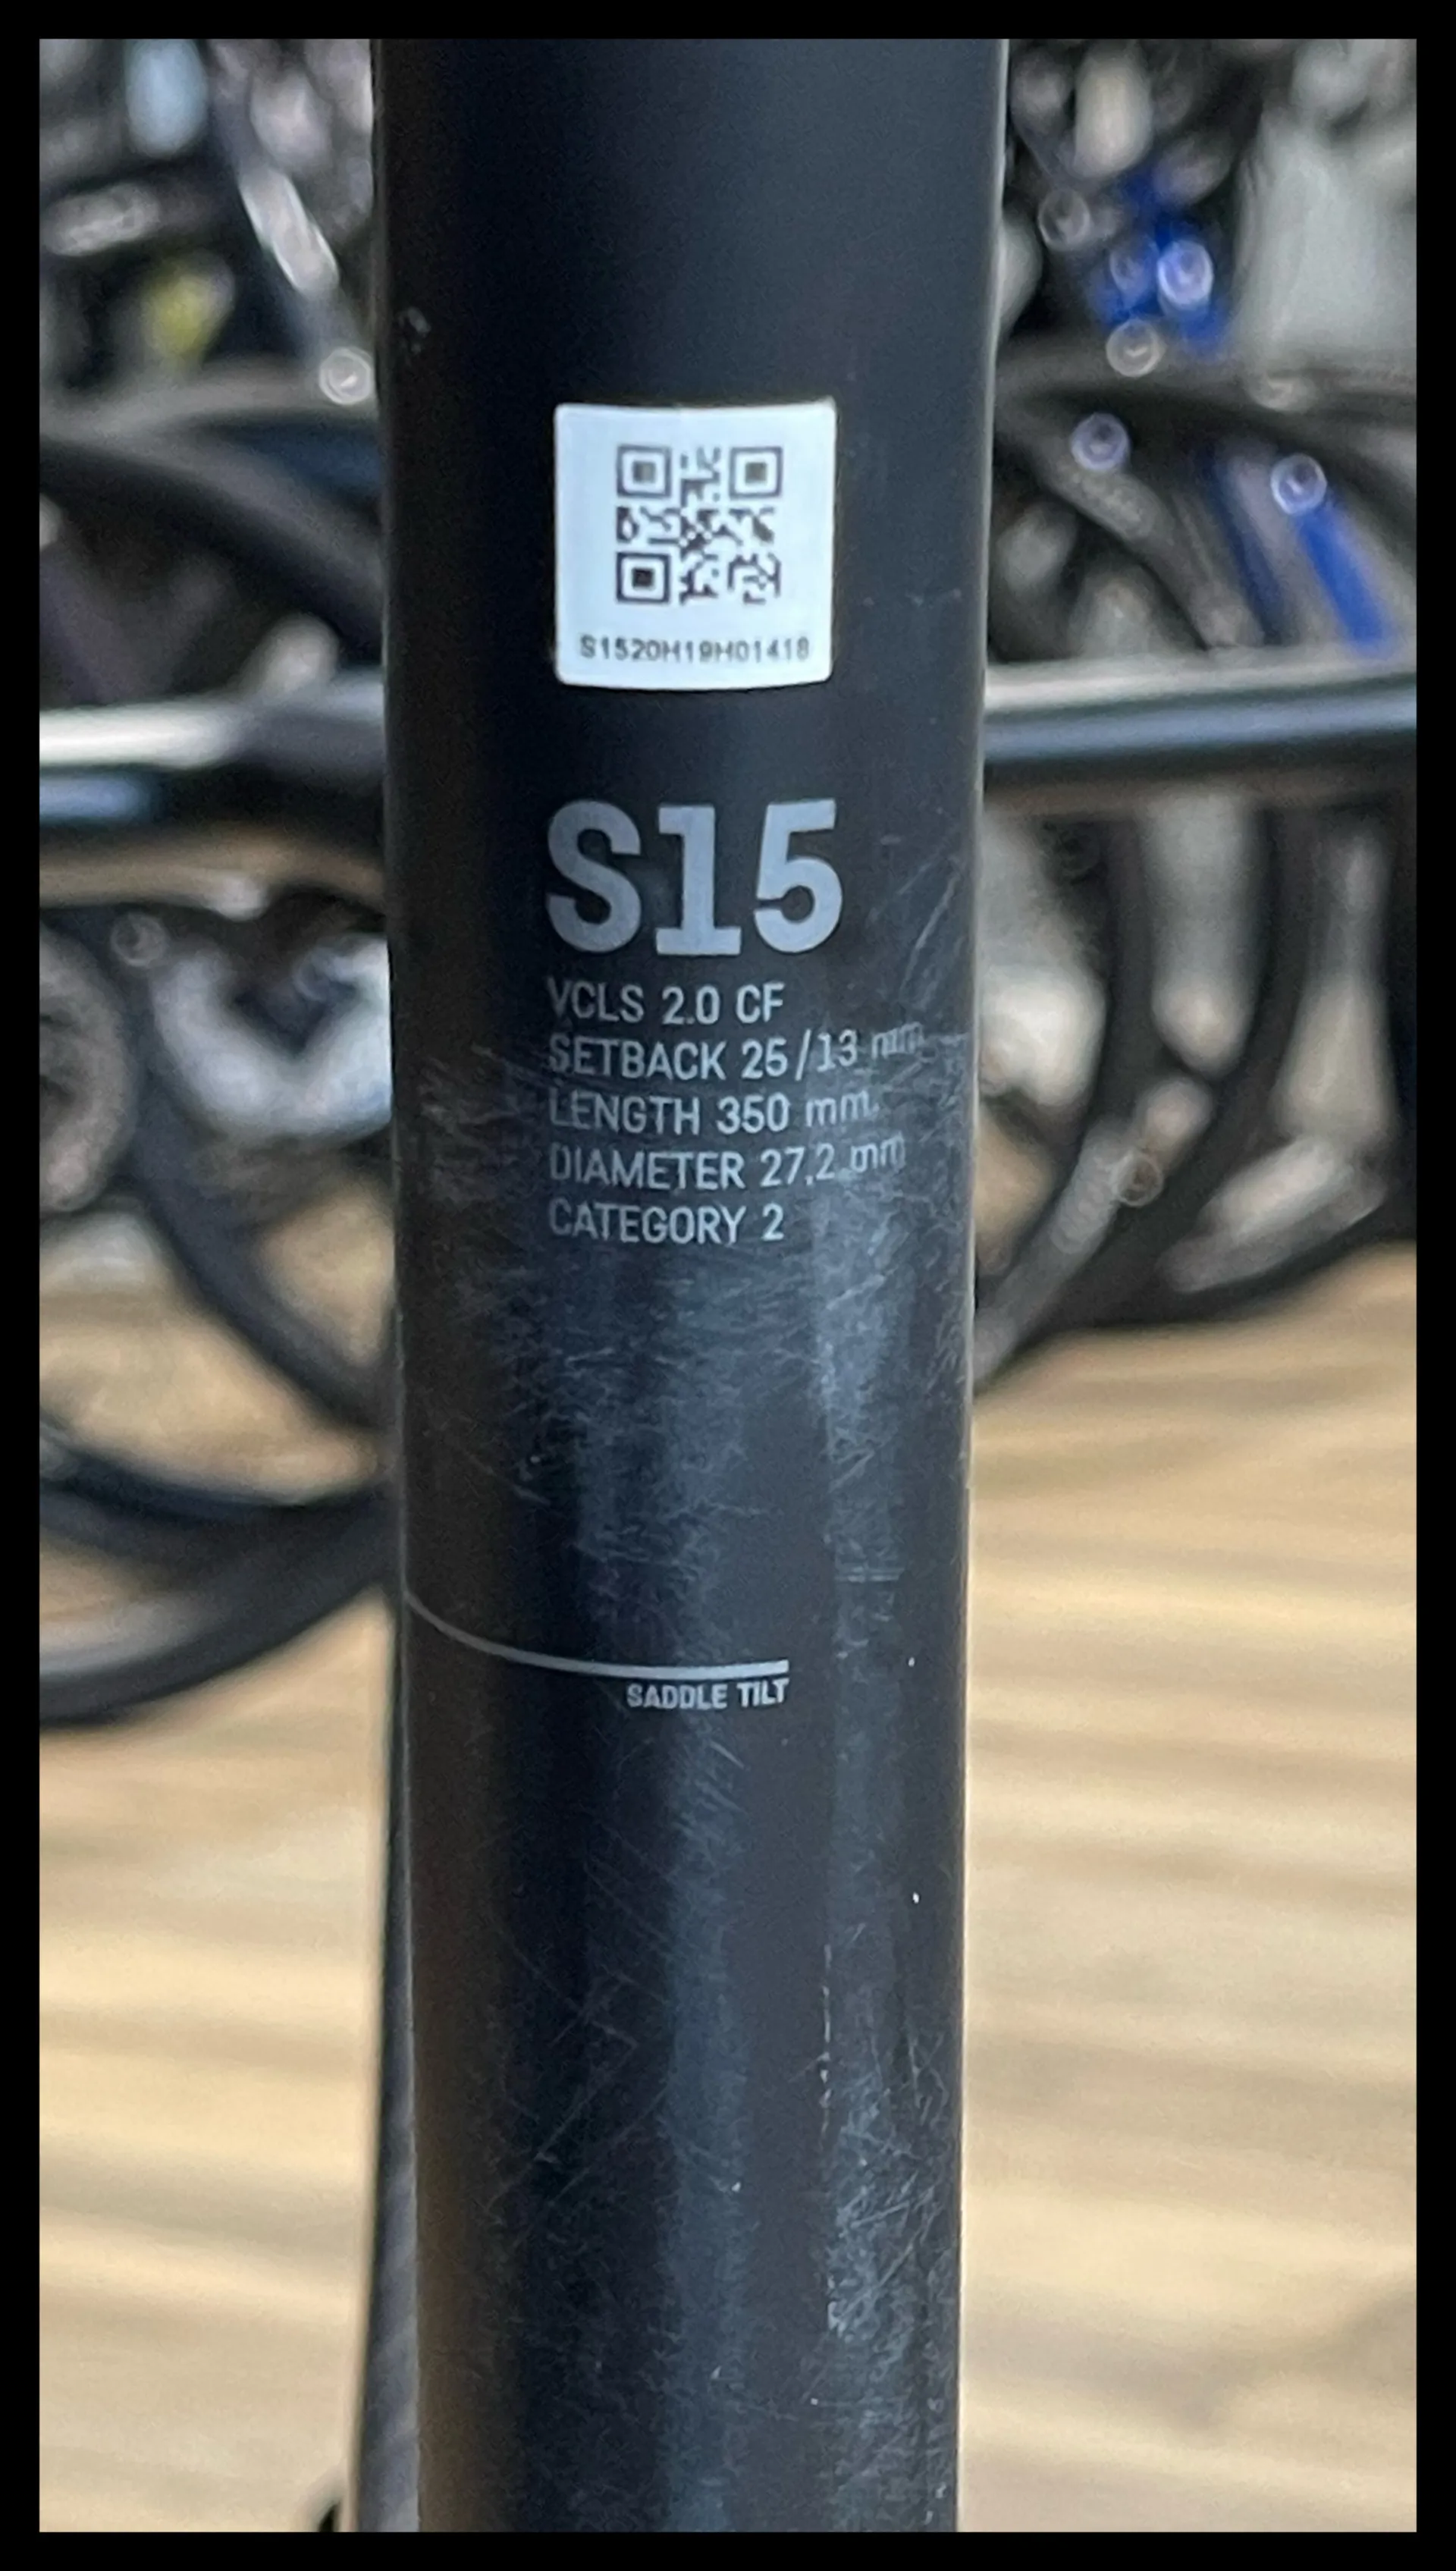 S1520H19H01418
S15
VCLS 2.0 CF
SETBACK 25/13 mm
LENGTH 350 mm
DIAMETER 27,2 mm
CATEGORY 2
SADDLE TILT